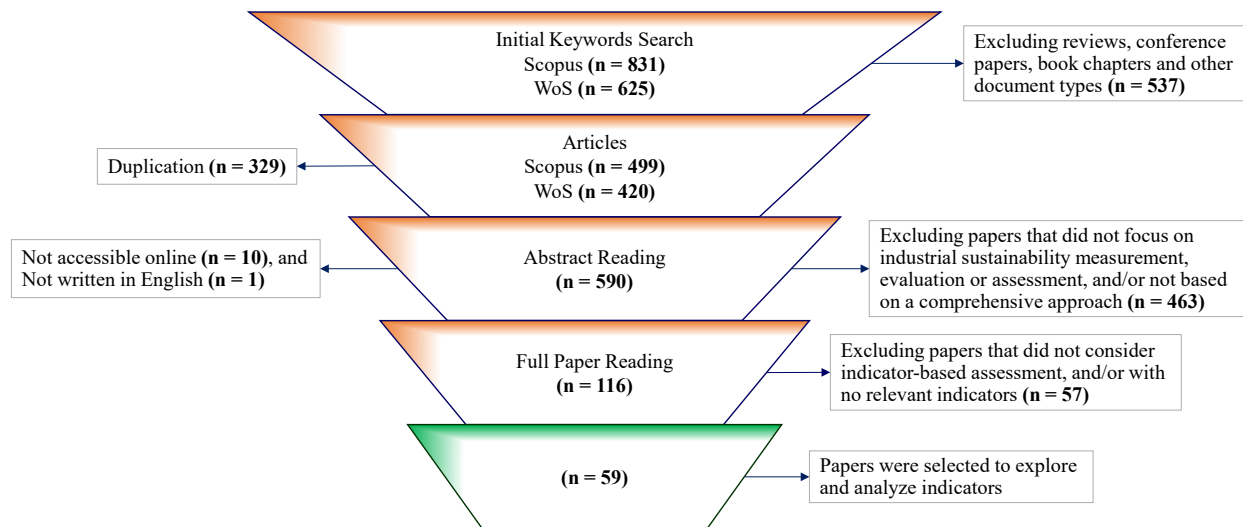 Initial Keywords Search
Scopus (n = 831)
WoS (n = 625)
Excluding reviews, conference
papers, book chapters and other
document types (n = 537)
Articles
Scopus (n = 499)
WoS (n = 420)
Duplication (n = 329)
Abstract Reading
(n = 590)
Not accessible online (n = 10), and
Not written in English (n = 1)
Excluding papers that did not focus on
industrial sustainability measurement,
evaluation or assessment, and/or not based
on a comprehensive approach (n = 463)
Full Paper Reading
(n = 116)
Excluding papers that did not consider
indicator-based assessment, and/or with
no relevant indicators (n = 57)
(n = 59)
Papers were selected to explore
and analyze indicators